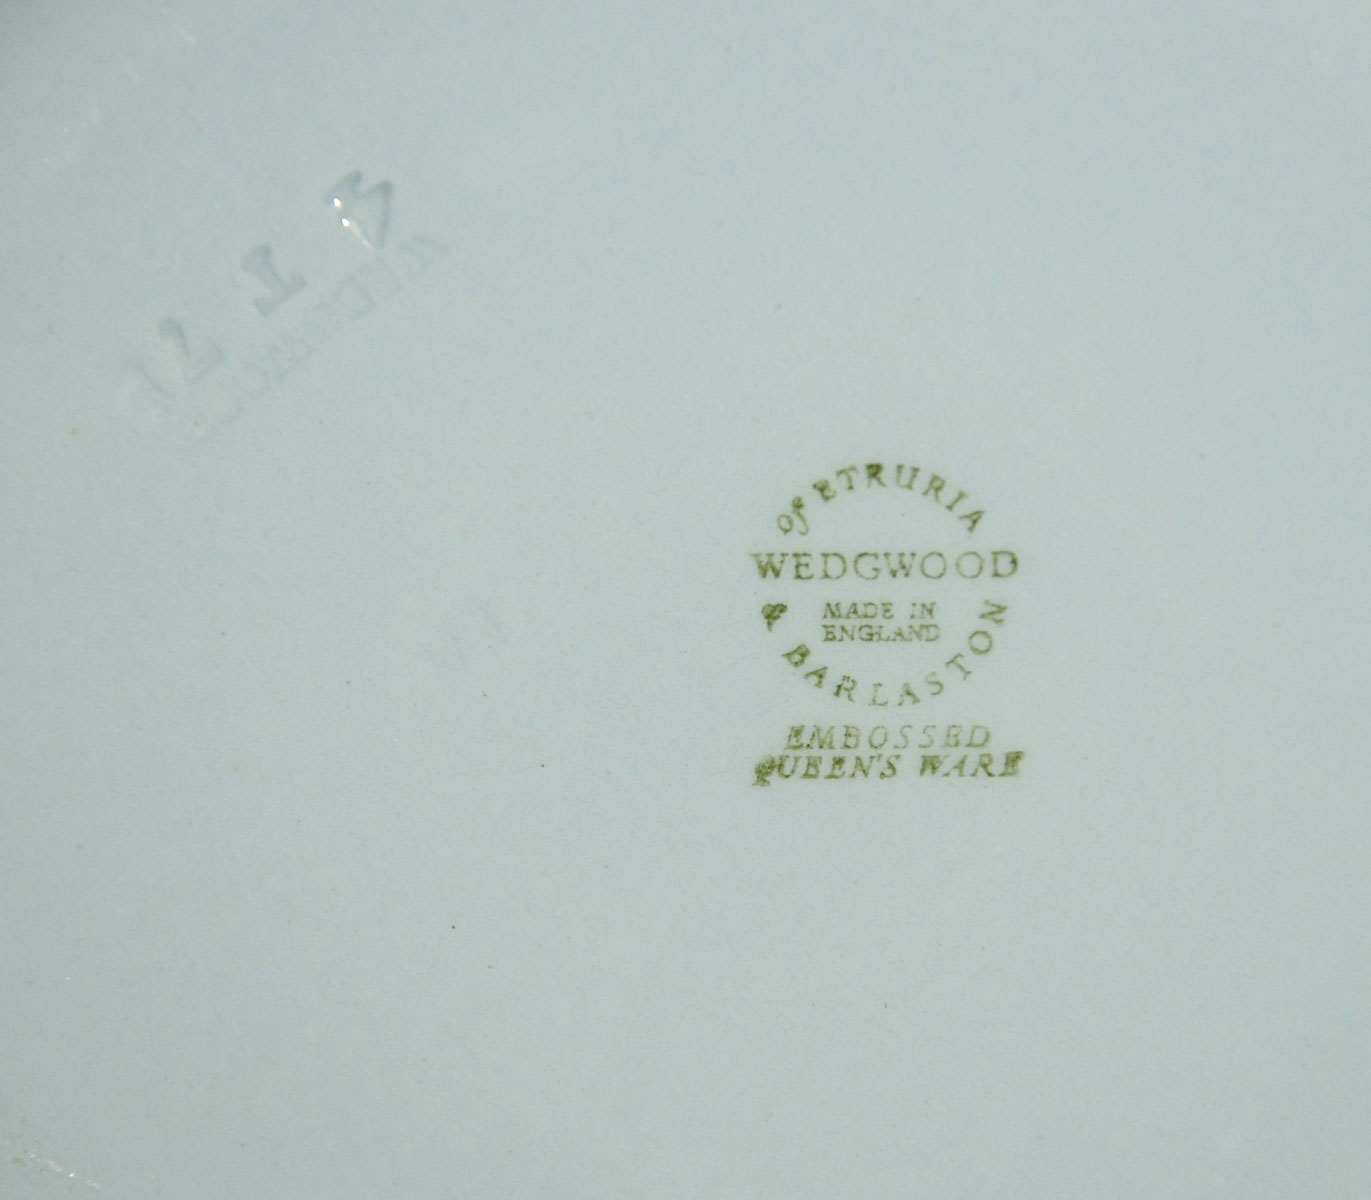 of ETRURIA
WEDGWOOD
MADE IN
ENGLAND
& BARLASTON
EMBOSSED
QUEEN'S WARE